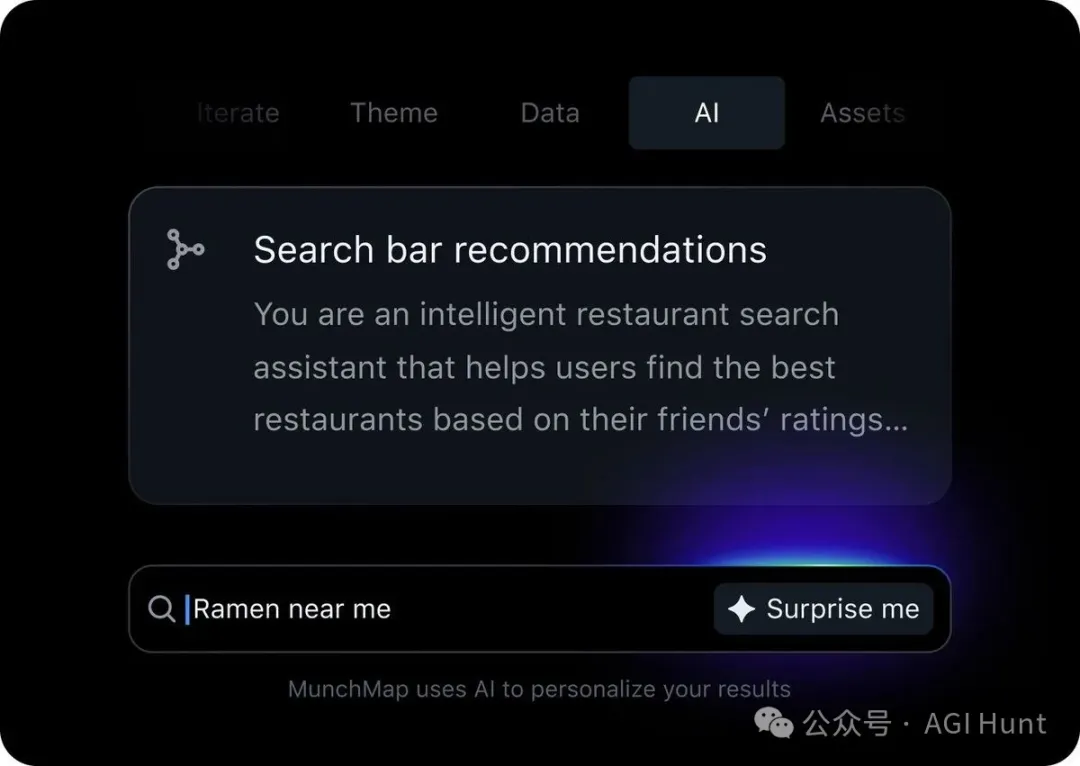 Iterate
Theme
Data
AI
Assets
Search bar recommendations
You are an intelligent restaurant search
assistant that helps users find the best
restaurants based on their friends’ ratings...
Ramen near me
Surprise me
MunchMap uses AI to personalize your results
公众号 · AGI Hunt